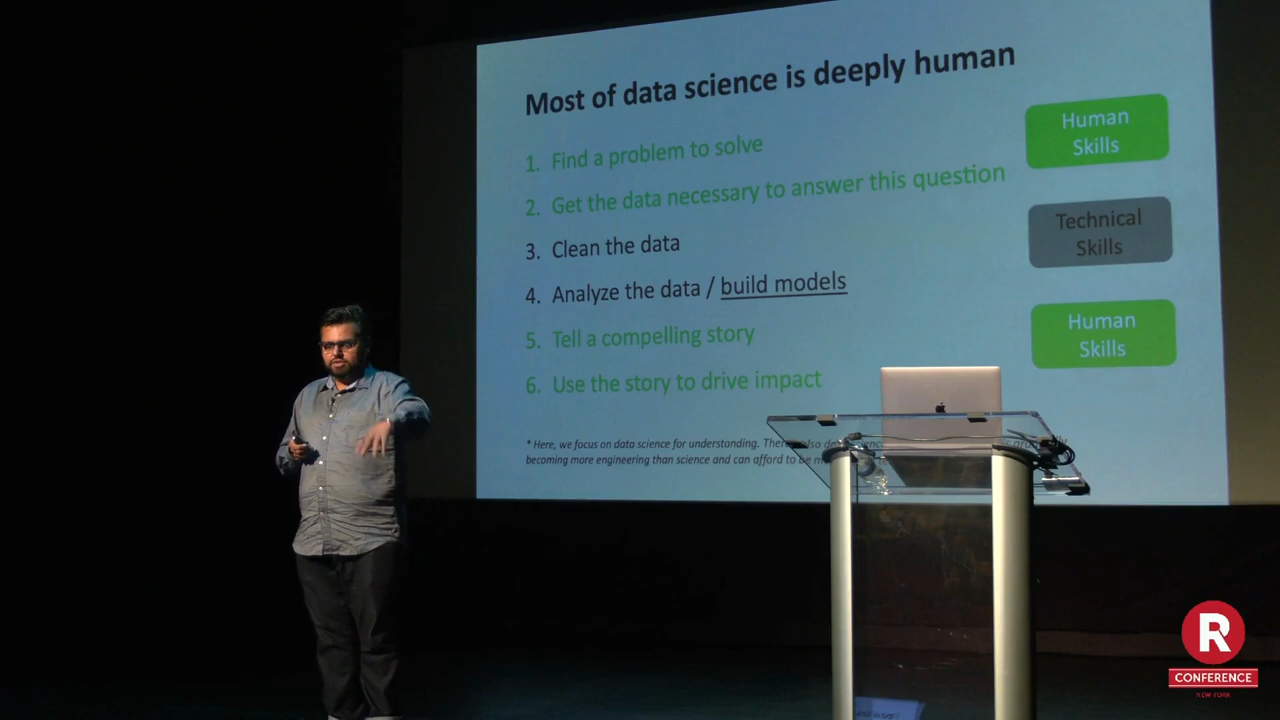 Most of data science is deeply human
1. Find a problem to solve
2. Get the data necessary to answer this question
3. Clean the data
4. Analyze the data / build models
5. Tell a compelling story
6. Use the story to drive impact
Human
Skills
Technical
Skills
Human
Skills
* Here, we focus on data science for understanding.
becoming more engineering than science and can afford to be
R
CONFERENCE
NEW YORK